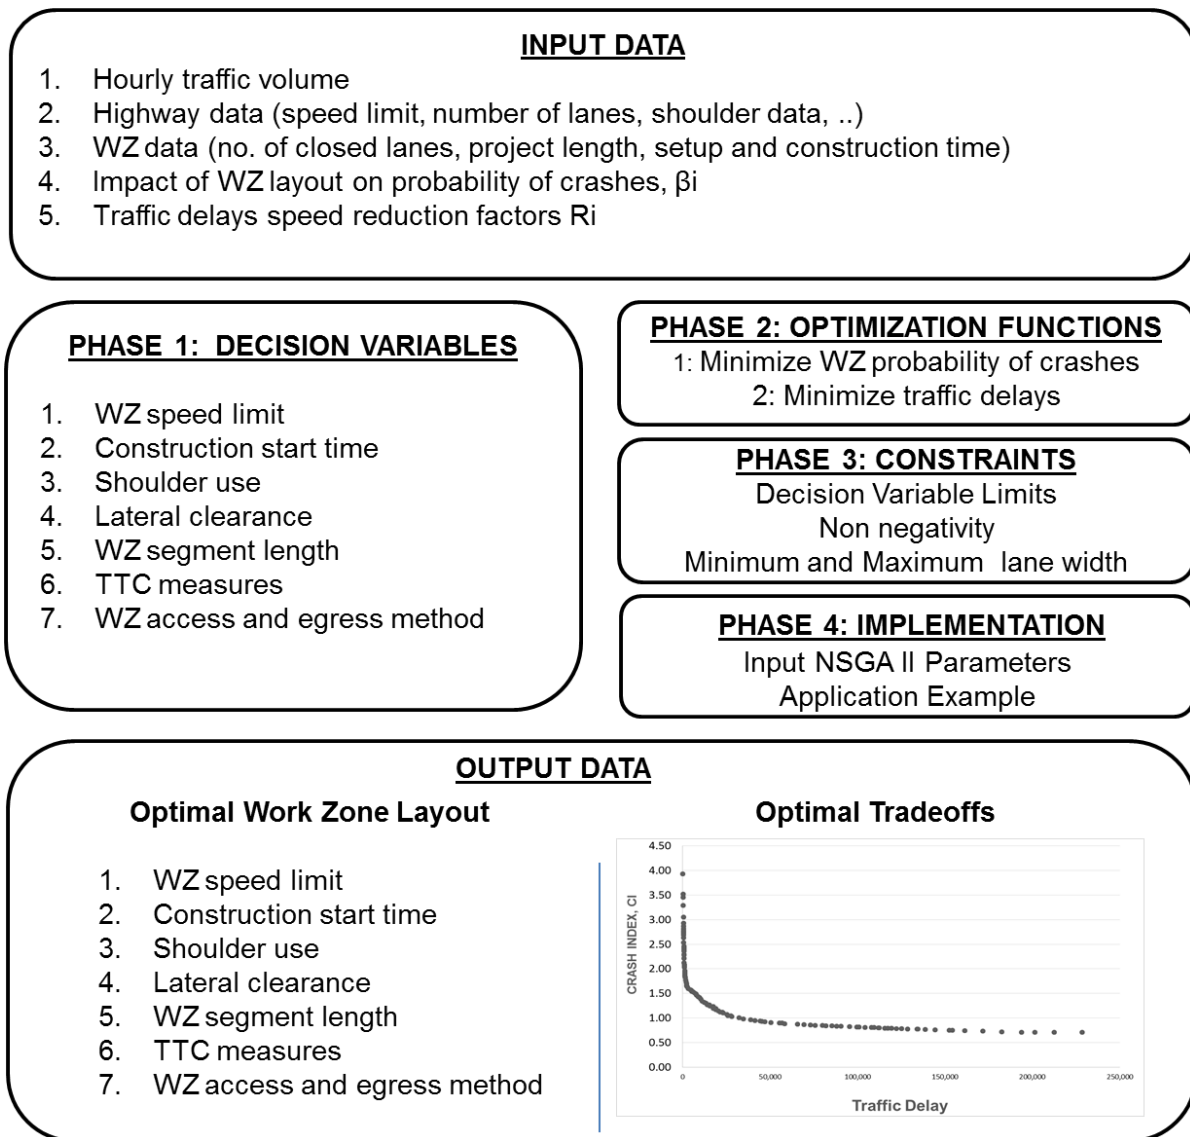 INPUT DATA
1. Hourly traffic volume
2. Highway data (speed limit, number of lanes, shoulder data, ..)
3. WZ data (no. of closed lanes, project length, setup and construction time)
4. Impact of WZ layout on probability of crashes, βi
5. Traffic delays speed reduction factors Ri
PHASE 1: DECISION VARIABLES
1. WZ speed limit
2. Construction start time
3. Shoulder use
4. Lateral clearance
5. WZ segment length
6. TTC measures
7. WZ access and egress method
PHASE 2: OPTIMIZATION FUNCTIONS
1: Minimize WZ probability of crashes
2: Minimize traffic delays
PHASE 3: CONSTRAINTS
Decision Variable Limits
Non negativity
Minimum and Maximum lane width
PHASE 4: IMPLEMENTATION
Input NSGA II Parameters
Application Example
OUTPUT DATA
Optimal Work Zone Layout
1. WZ speed limit
2. Construction start time
3. Shoulder use
4. Lateral clearance
5. WZ segment length
6. TTC measures
7. WZ access and egress method
Optimal Tradeoffs
CRASH INDEX, CI
4.50
4.00
3.50
3.00
2.50
2.00
1.50
1.00
0.50
0.00
0 50,000 100,000 150,000 200,000 250,000
Traffic Delay